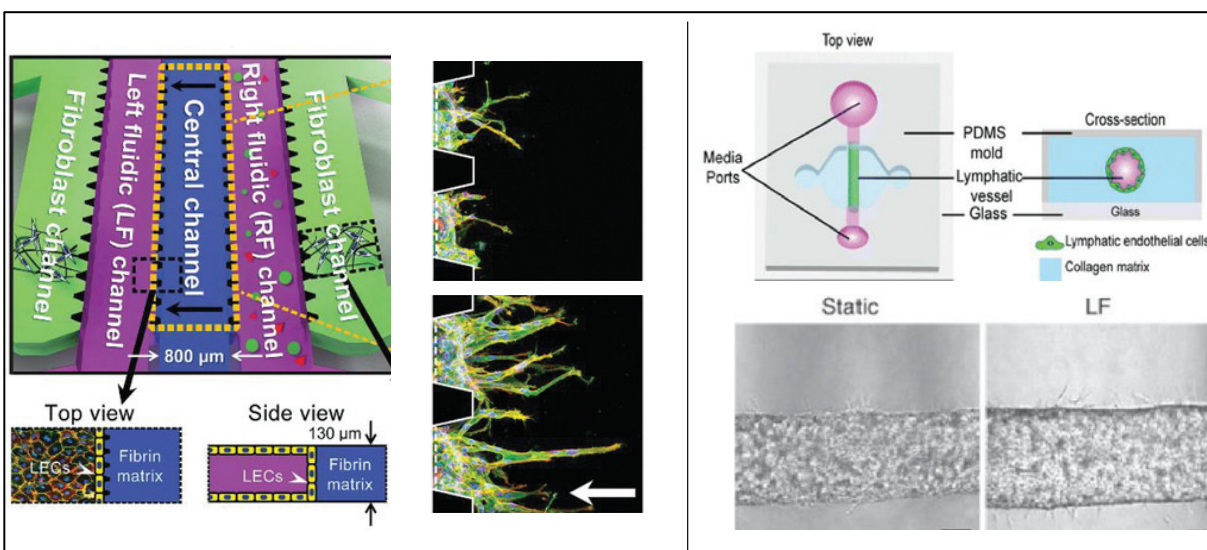 Fibroblast channel
Left fluidic (LF) channel
Central channel
Right fluidic (RF) channel
Fibroblast channel
800 µm
Top view
LECs
Fibrin
matrix
Side view
130 µm
LECs
Fibrin
matrix
Top view
Media
Ports
PDMS
mold
Lymphatic
vessel
Glass
Cross-section
Glass
Lymphatic endothelial cells
Collagen matrix
Static
LF